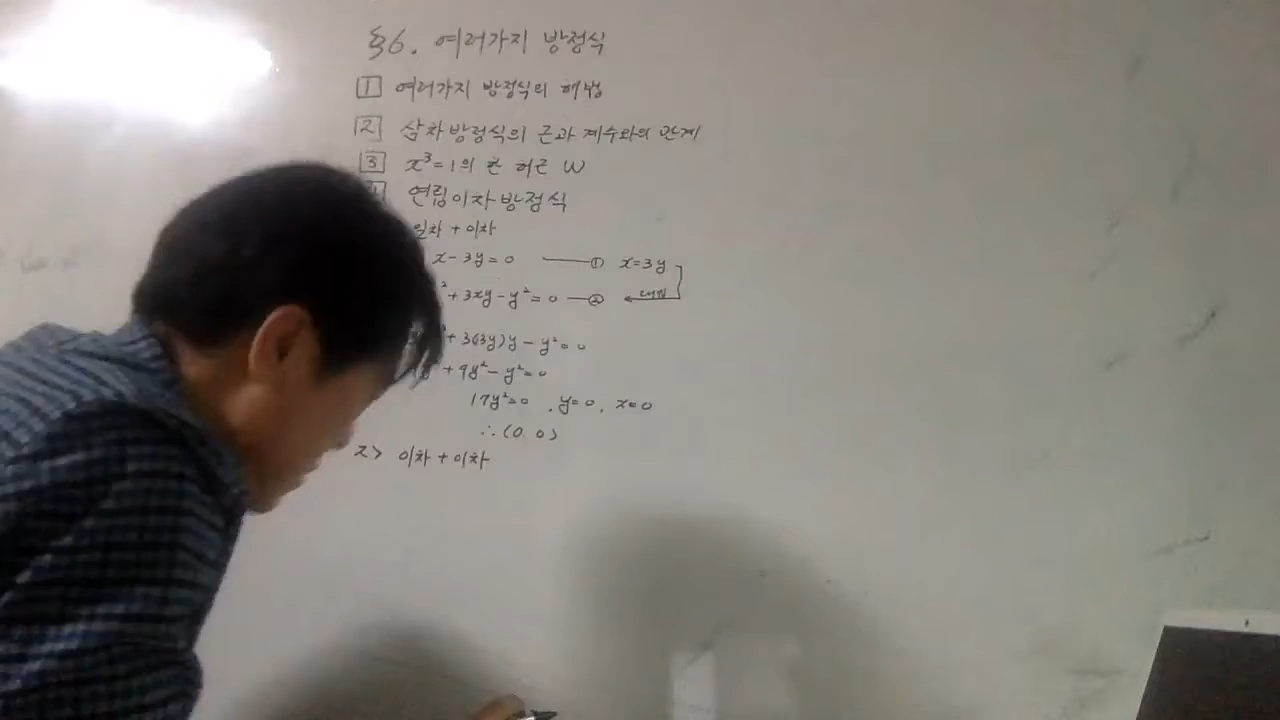 §6. 여러가지 방정식
1 여러가지 방정식의 해법
2 삼차방정식의 근과 계수와의 관계
3 x³=1의 한 허근 ω
연립이차방정식
일차 + 이차
x-3y=0 ——① x=3y
+3xy-y²=0 —② 대입
+3(3y)y-y²=0
+9y²-y²=0
17y²=0, y=0, x=0
∴(0, 0)
2> 이차+이차